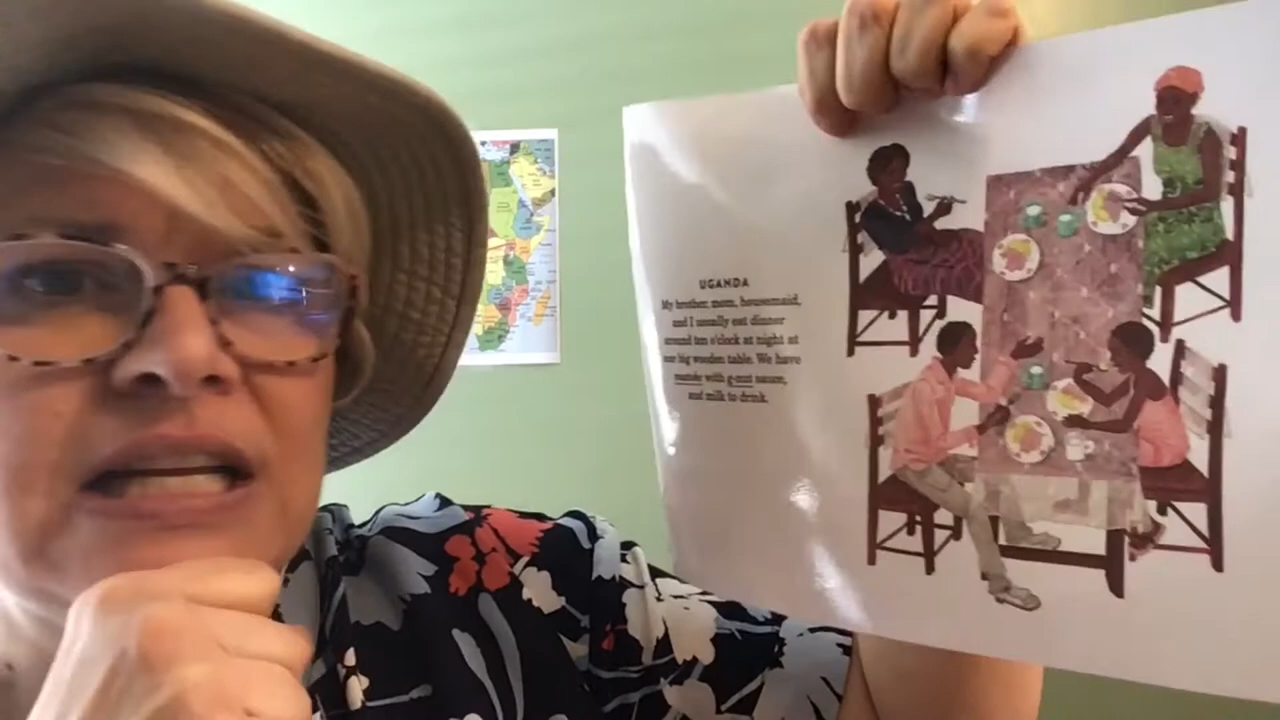 UGANDA
My brother, mom, housemaid,
and I usually eat dinner
around ten o'clock at night at
our big wooden table. We have
matoke with g-nut sauce,
and milk to drink.